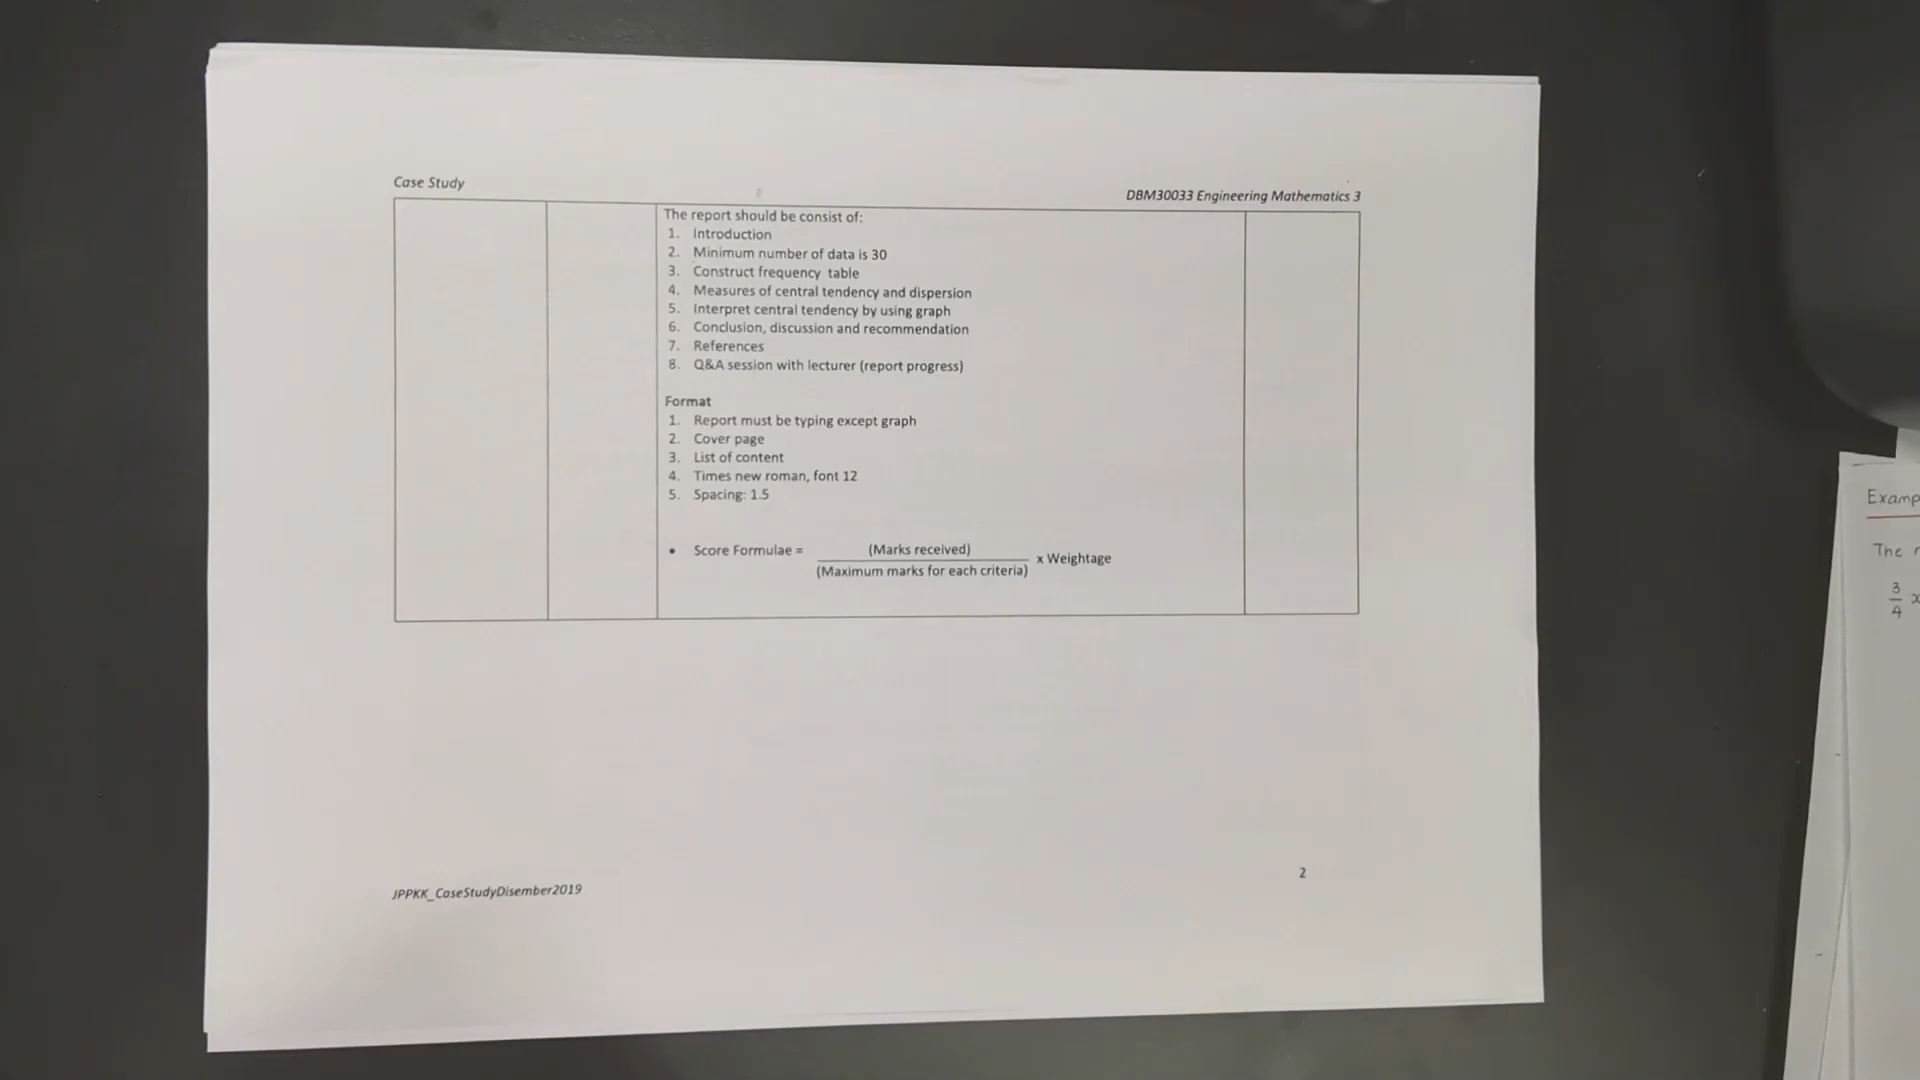 Case Study
DBM30033 Engineering Mathematics 3
The report should be consist of:
1. Introduction
2. Minimum number of data is 30
3. Construct frequency table
4. Measures of central tendency and dispersion
5. Interpret central tendency by using graph
6. Conclusion, discussion and recommendation
7. References
8. Q&A session with lecturer (report progress)
Format
1. Report must be typing except graph
2. Cover page
3. List of content
4. Times new roman, font 12
5. Spacing: 1.5
• Score Formulae = (Marks received)
(Maximum marks for each criteria) x Weightage
2
JPPKK_CaseStudyDisember2019
The
3
4